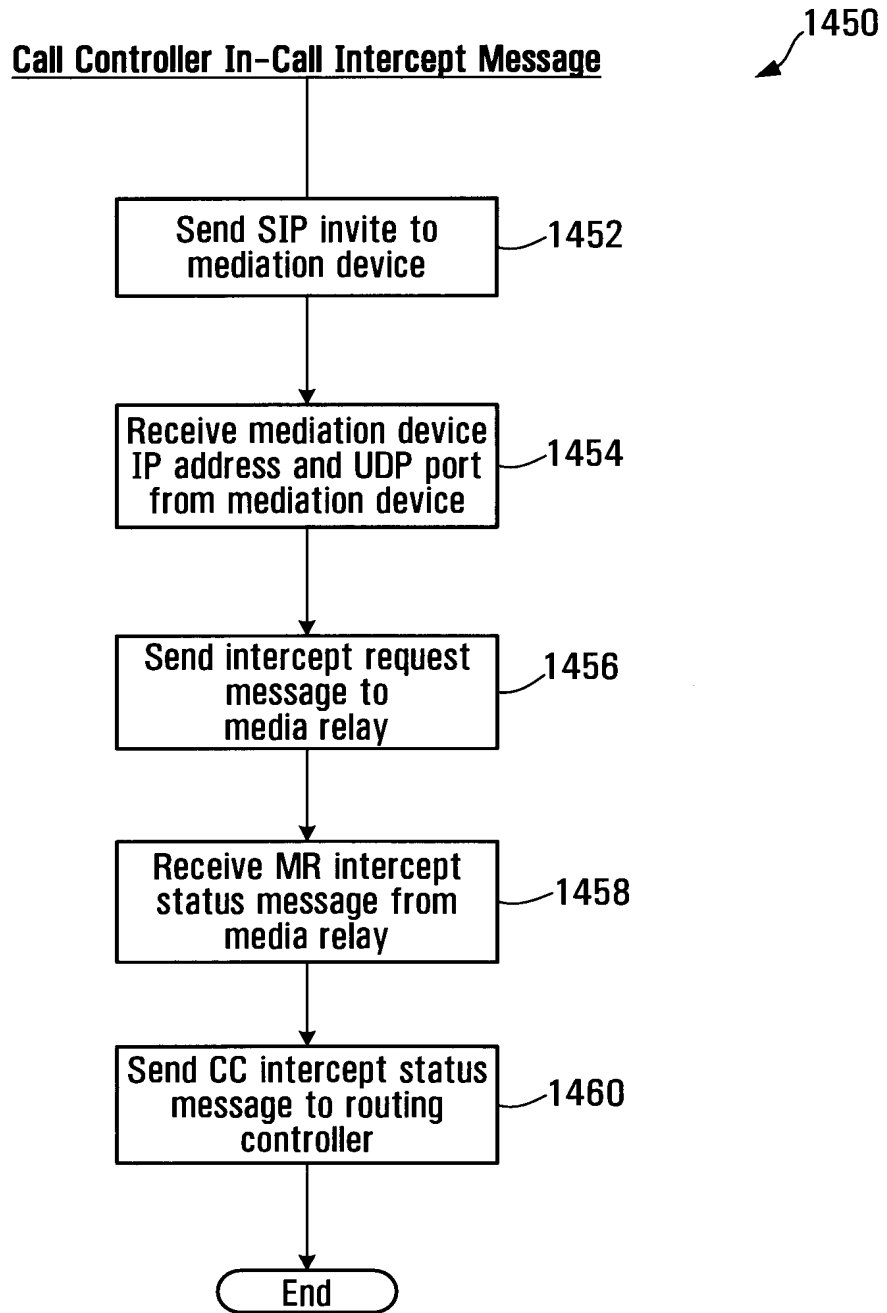 1450
Call Controller In-Call Intercept Message
Send SIP invite to
mediation device
1452
Receive mediation device
IP address and UDP port
from mediation device
1454
Send intercept request
message to
media relay
1456
Receive MR intercept
status message from
media relay
1458
Send CC intercept status
message to routing
controller
1460
End